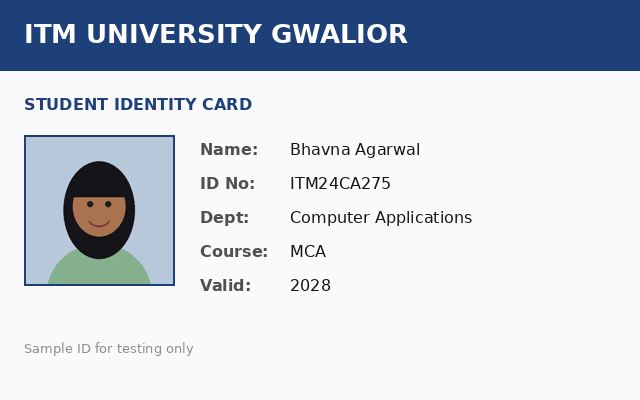 ITM UNIVERSITY GWALIOR
STUDENT IDENTITY CARD
Name: Bhavna Agarwal
ID No: ITM24CA275
Dept: Computer Applications
Course: MCA
Valid: 2028
Sample ID for testing only